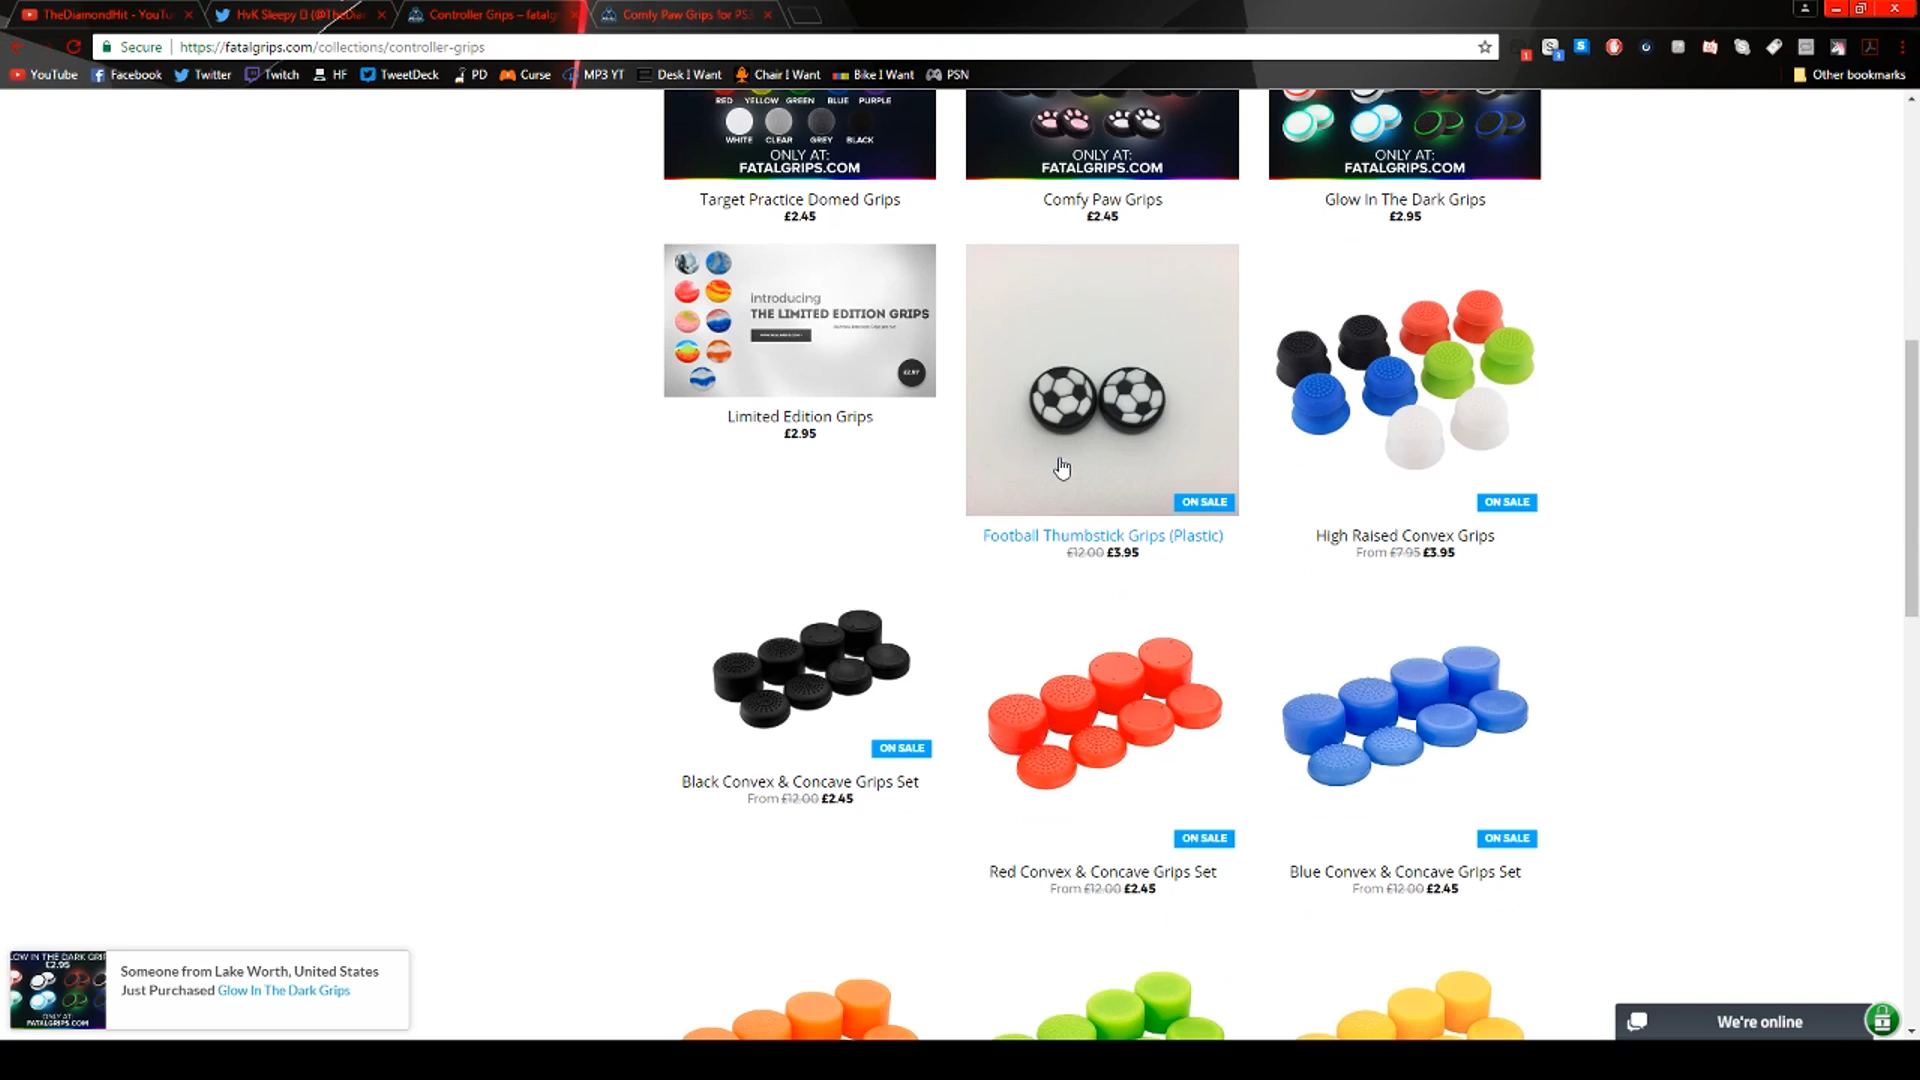 TheDiamondHit - YouTu
HvK Sleepy
Controller Grips – fatalg
Comfy Paw Grips for PS
Secure
https://fatalgrips.com/collections/controller-grips
YouTube Facebook Twitter Twitch HF TweetDeck PD Curse MP3 YT Desk I Want Chair I Want Bike I Want PSN Other bookmarks
RED YELLOW GREEN BLUE PURPLE
WHITE CLEAR GREY BLACK
ONLY AT:
FATALGRIPS.COM
ONLY AT:
FATALGRIPS.COM
ONLY AT:
FATALGRIPS.COM
Target Practice Domed Grips
£2.45
Comfy Paw Grips
£2.45
Glow In The Dark Grips
£2.95
introducing
THE LIMITED EDITION GRIPS
Limited Edition Grips
£2.95
ON SALE
Football Thumbstick Grips (Plastic)
£12.00 £3.95
ON SALE
High Raised Convex Grips
From £7.95 £3.95
ON SALE
Black Convex & Concave Grips Set
From £12.00 £2.45
ON SALE
Red Convex & Concave Grips Set
From £12.00 £2.45
ON SALE
Blue Convex & Concave Grips Set
From £12.00 £2.45
£2.95
ONLY AT:
FATALGRIPS.COM
Someone from Lake Worth, United States
Just Purchased Glow In The Dark Grips
We're online